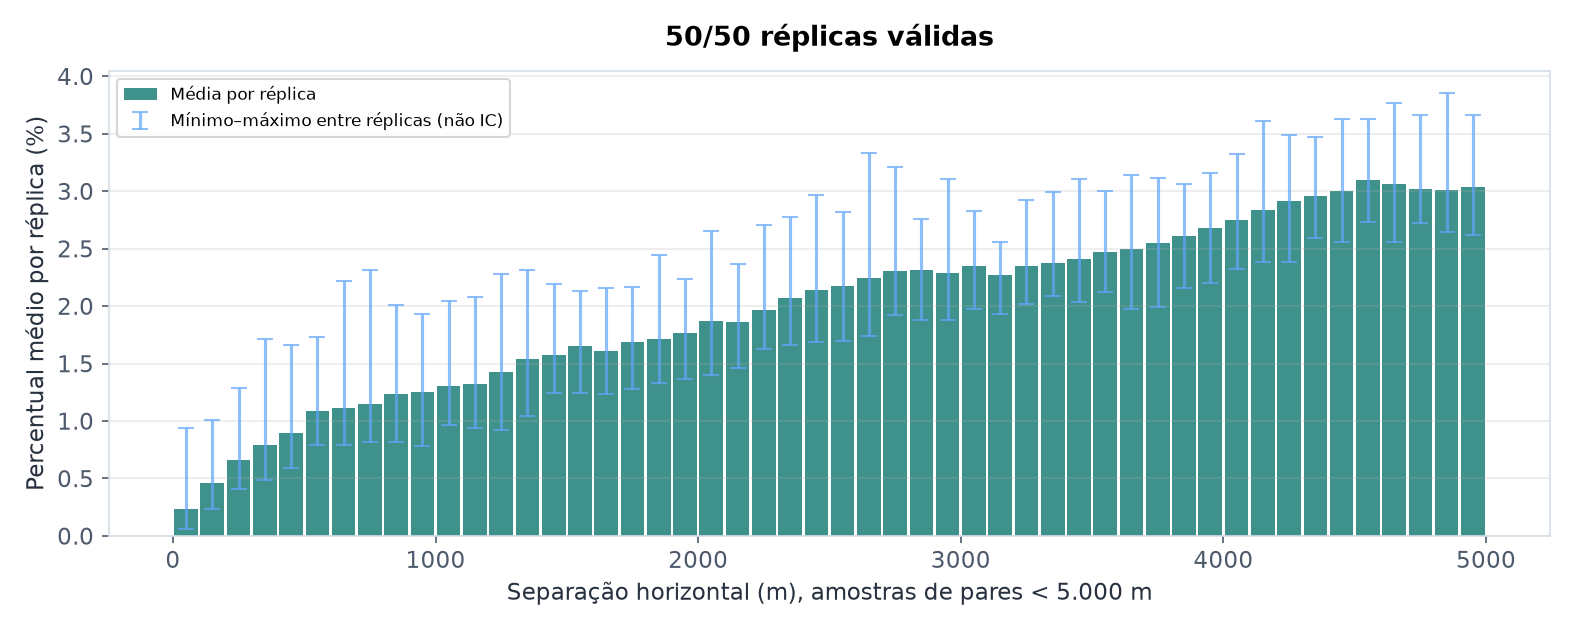 50/50 réplicas válidas
Média por réplica
Mínimo–máximo entre réplicas (não IC)
Percentual médio por réplica (%)
4.0
3.5
3.0
2.5
2.0
1.5
1.0
0.5
0.0
0 1000 2000 3000 4000 5000
Separação horizontal (m), amostras de pares < 5.000 m